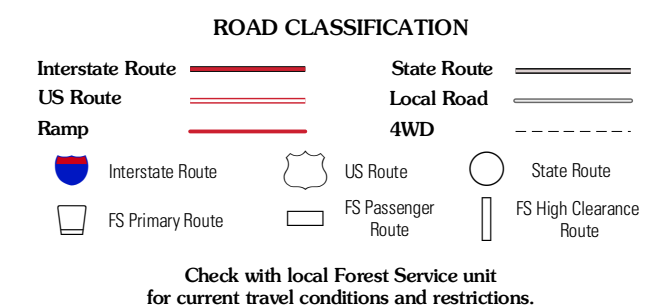 ROAD CLASSIFICATION
Interstate Route
State Route
US Route
Local Road
Ramp
4WD
Interstate Route
US Route
State Route
FS Primary Route
FS Passenger
Route
FS High Clearance
Route
Check with local Forest Service unit
for current travel conditions and restrictions.